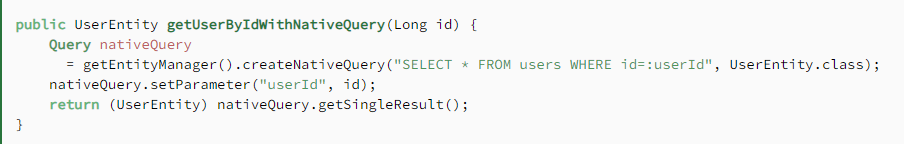 public UserEntity getUserByIdWithNativeQuery(Long id) {
    Query nativeQuery
      = getEntityManager().createNativeQuery("SELECT * FROM users WHERE id=:userId", UserEntity.class);
    nativeQuery.setParameter("userId", id);
    return (UserEntity) nativeQuery.getSingleResult();
}